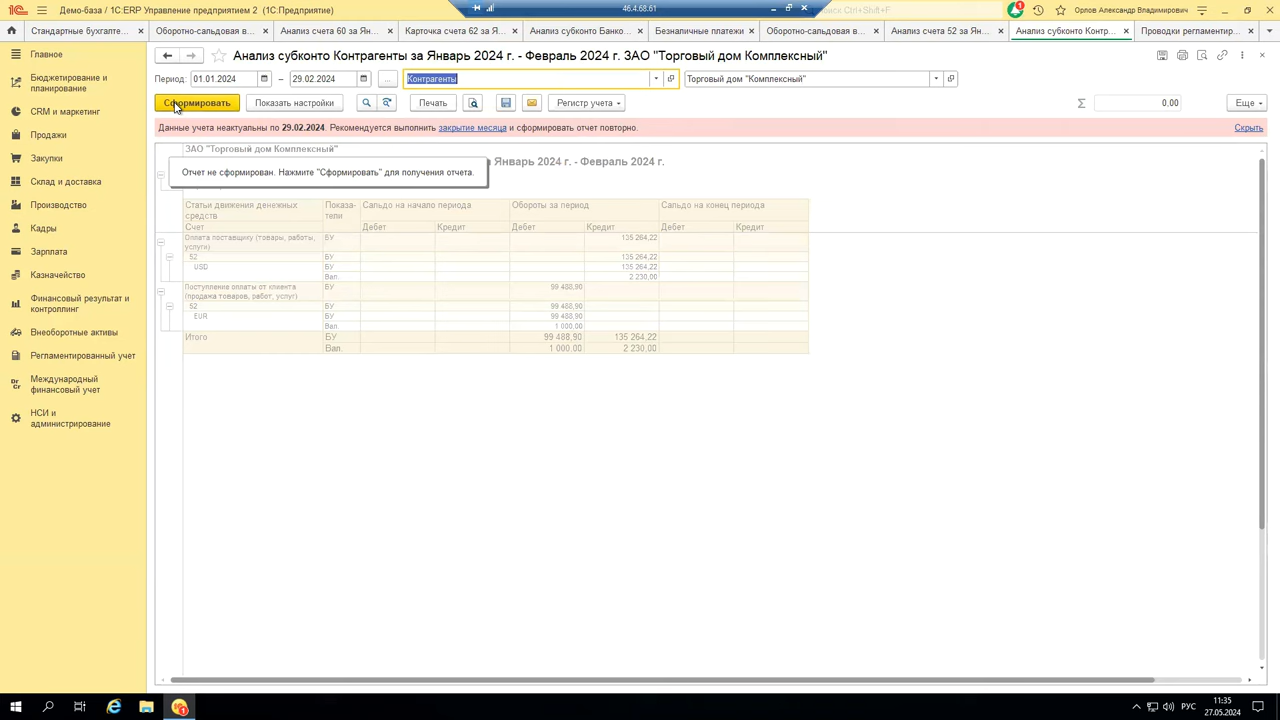 Демо-база / 1С:ERP Управление предприятием 2 (1С:Предприятие)
46.4.68.61
поиск Ctrl+Shift+F
1
Орлов Александр Владимирович
Стандартные бухгалте...
Оборотно-сальдовая в...
Анализ счета 60 за Ян...
Карточка счета 62 за Я...
Анализ субконто Банко...
Безналичные платежи
Оборотно-сальдовая в...
Анализ счета 52 за Ян...
Анализ субконто Контр...
Проводки регламентир...
Главное
Бюджетирование и
планирование
CRM и маркетинг
Продажи
Закупки
Склад и доставка
Производство
Кадры
Зарплата
Казначейство
Финансовый результат и
контроллинг
Внеоборотные активы
Регламентированный учет
Международный
финансовый учет
НСИ и
администрирование
Анализ субконто Контрагенты за Январь 2024 г. - Февраль 2024 г. ЗАО "Торговый дом Комплексный"
Период: 01.01.2024 – 29.02.2024 ... Контрагенты Торговый дом "Комплексный"
Сформировать Показать настройки Печать Регистр учета Σ 0,00 Еще
Данные учета неактуальны по 29.02.2024. Рекомендуется выполнить закрытие месяца и сформировать отчет повторно. Скрыть
ЗАО "Торговый дом Комплексный"
а Январь 2024 г. - Февраль 2024 г.
Отчет не сформирован. Нажмите "Сформировать" для получения отчета.
Статьи движения денежных
средств
Показа-
тели
Сальдо на начало периода Обороты за период Сальдо на конец периода
Счет Дебет Кредит Дебет Кредит Дебет Кредит
Оплата поставщику (товары, работы,
услуги)
БУ 135 264,22
52 БУ 135 264,22
USD БУ 135 264,22
Вал. 2 230,00
Поступление оплаты от клиента
(продажа товаров, работ, услуг)
БУ 99 488,90
52 БУ 99 488,90
EUR БУ 99 488,90
Вал. 1 000,00
Итого БУ 99 488,90 135 264,22
Вал. 1 000,00 2 230,00
РУС
11:35
27.05.2024